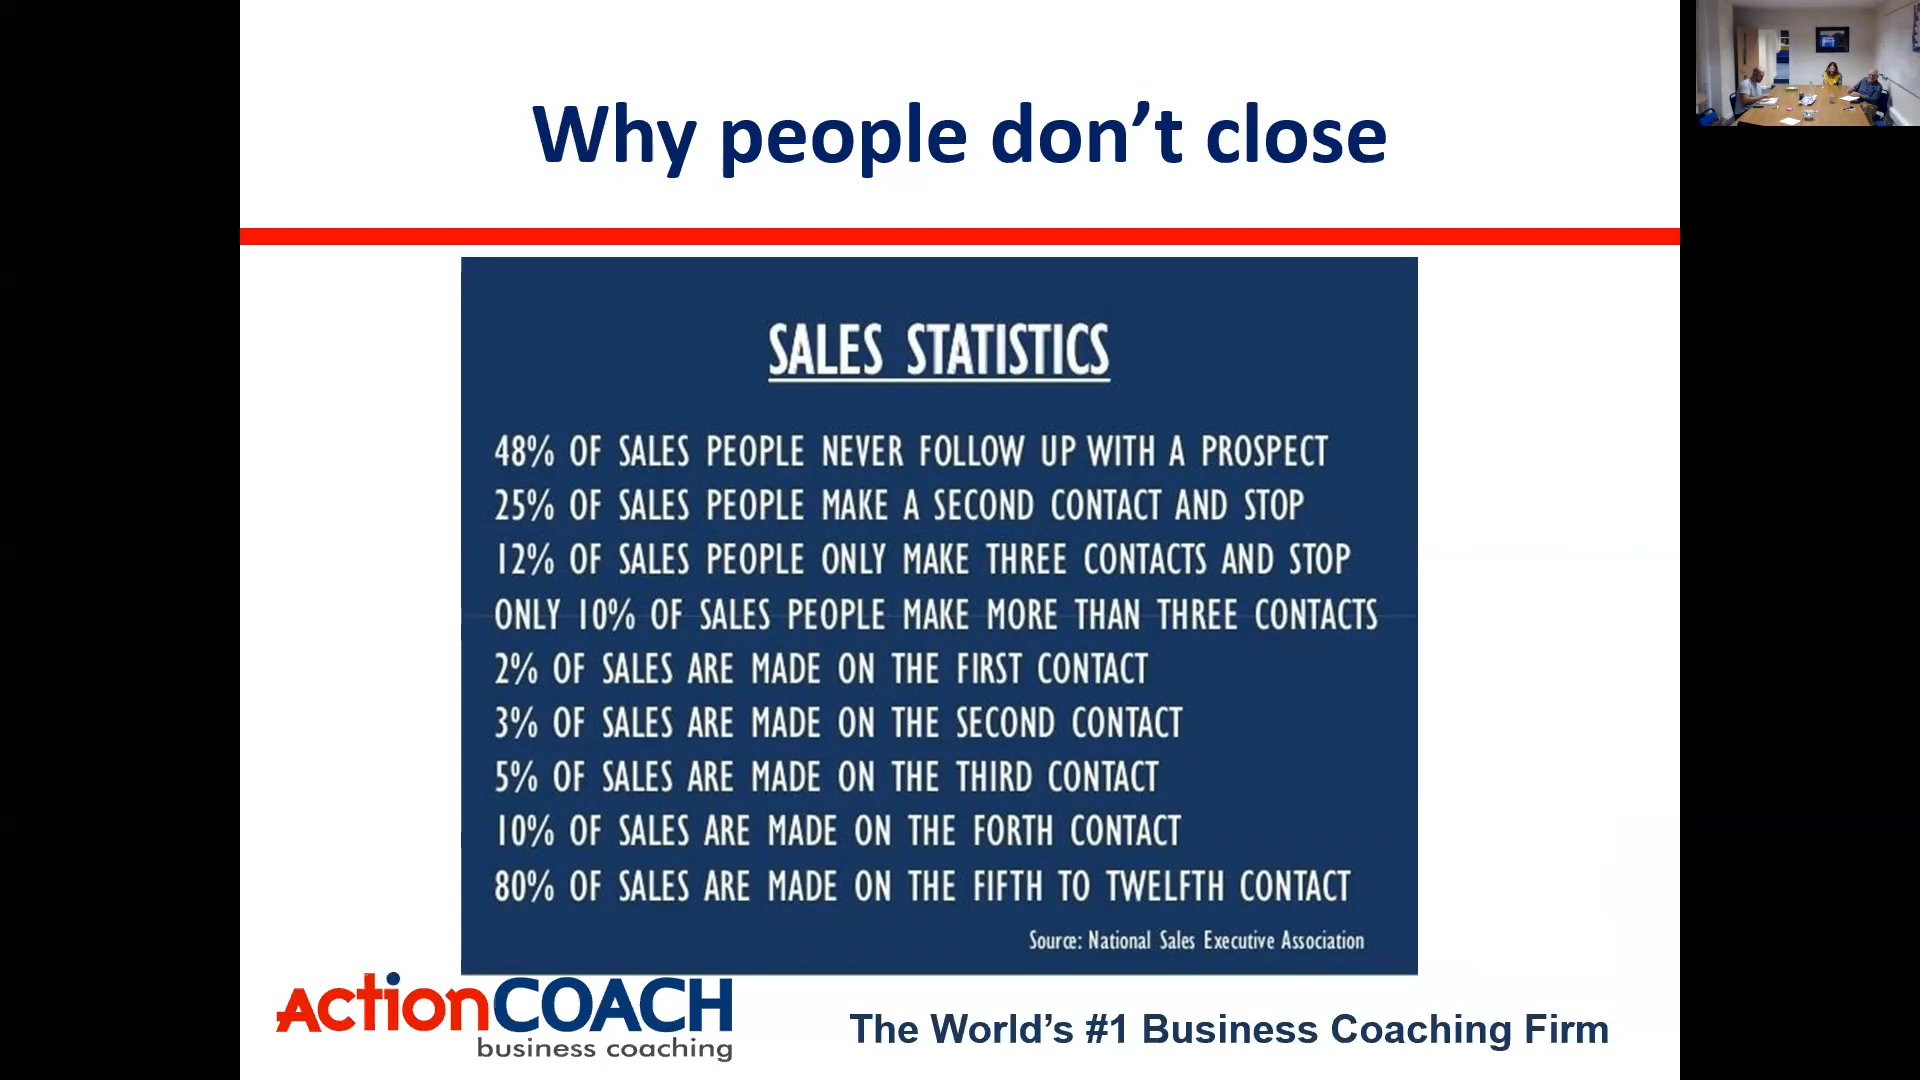 Why people don’t close
SALES STATISTICS
48% OF SALES PEOPLE NEVER FOLLOW UP WITH A PROSPECT
25% OF SALES PEOPLE MAKE A SECOND CONTACT AND STOP
12% OF SALES PEOPLE ONLY MAKE THREE CONTACTS AND STOP
ONLY 10% OF SALES PEOPLE MAKE MORE THAN THREE CONTACTS
2% OF SALES ARE MADE ON THE FIRST CONTACT
3% OF SALES ARE MADE ON THE SECOND CONTACT
5% OF SALES ARE MADE ON THE THIRD CONTACT
10% OF SALES ARE MADE ON THE FORTH CONTACT
80% OF SALES ARE MADE ON THE FIFTH TO TWELFTH CONTACT
Source: National Sales Executive Association
ActionCOACH
business coaching
The World’s #1 Business Coaching Firm